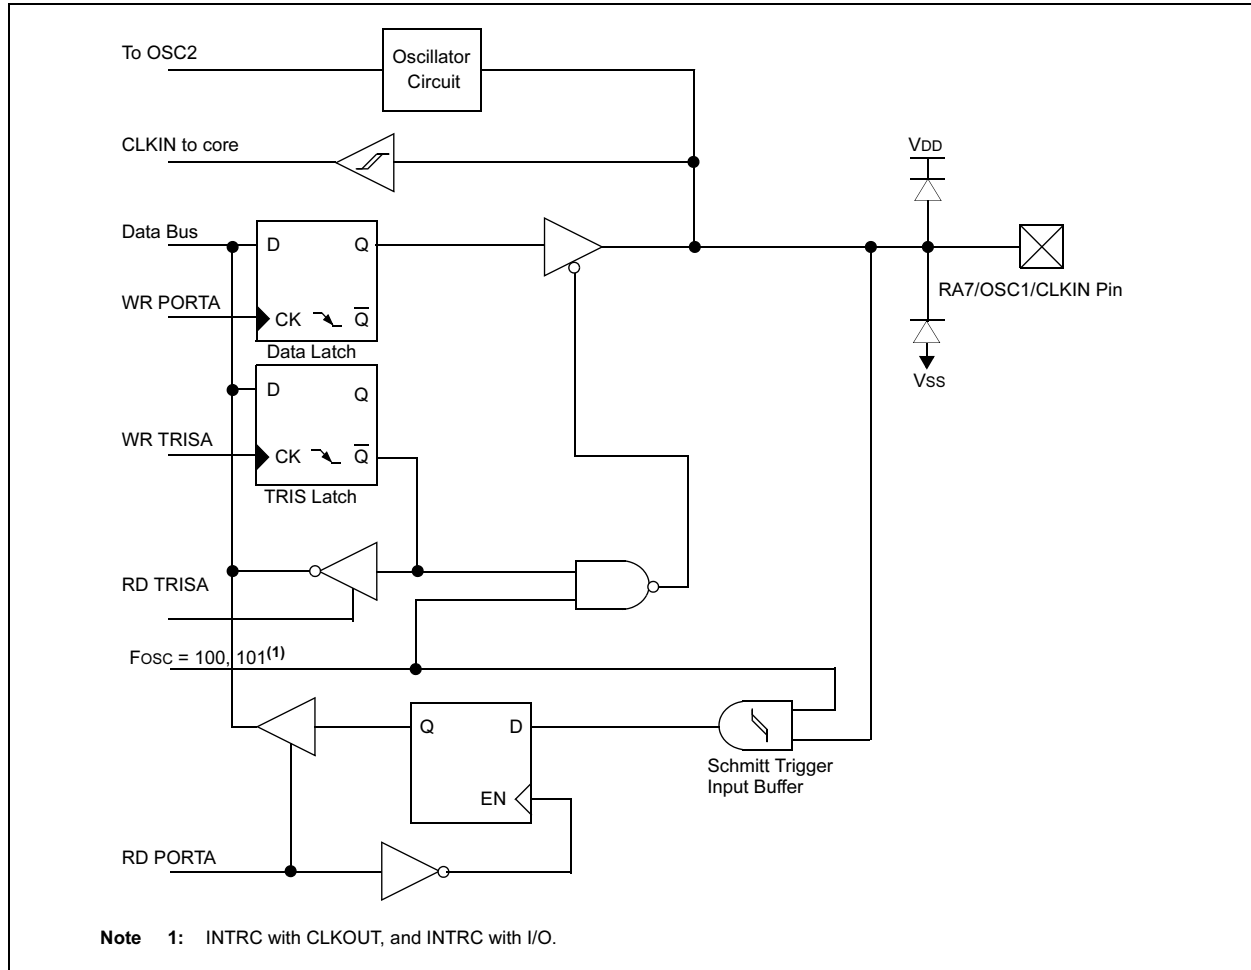 To OSC2
Oscillator
Circuit
CLKIN to core
VDD
Data Bus
D
Q
RA7/OSC1/CLKIN Pin
WR PORTA
CK
Q̅
Data Latch
VSS
D
Q
WR TRISA
CK
Q̅
TRIS Latch
RD TRISA
FOSC = 100, 101(1)
Q
D
Schmitt Trigger
Input Buffer
EN
RD PORTA
Note 1: INTRC with CLKOUT, and INTRC with I/O.